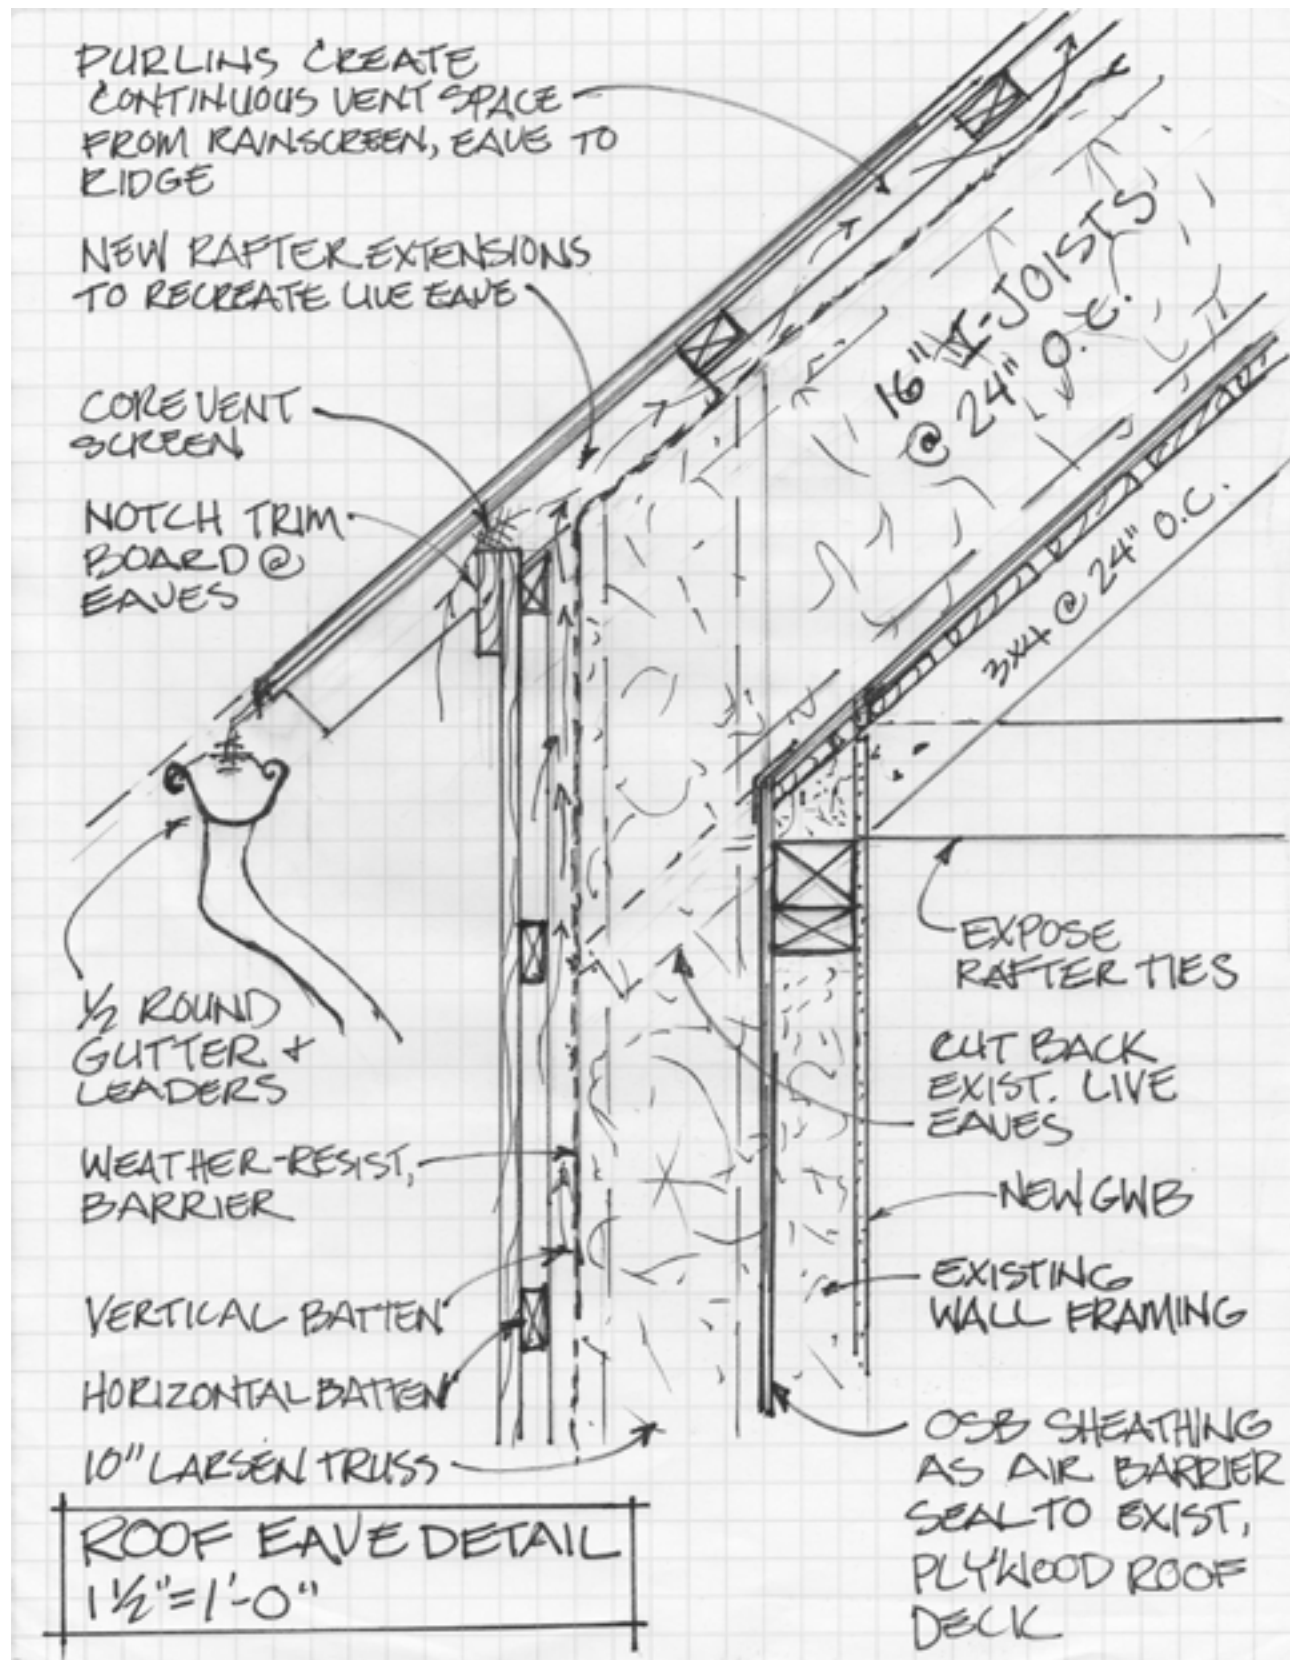 PURLINS CREATE
CONTINUOUS VENT SPACE
FROM RAINSCREEN, EAVE TO
RIDGE
NEW RAFTER EXTENSIONS
TO RECREATE LIVE EAVE
COREVENT
SCREEN
NOTCH TRIM
BOARD @
EAVES
16" I-JOISTS
@ 24" O.C.
3x4 @ 24" O.C.
1/2 ROUND
GUTTER +
LEADERS
WEATHER-RESIST.
BARRIER
VERTICAL BATTEN
HORIZONTAL BATTEN
10" LARSEN TRUSS
EXPOSE
RAFTER TIES
CUT BACK
EXIST. LIVE
EAVES
NEW GWB
EXISTING
WALL FRAMING
OSB SHEATHING
AS AIR BARRIER
SEAL TO EXIST.
PLYWOOD ROOF
DECK
ROOF EAVE DETAIL
1 1/2"=1'-0"